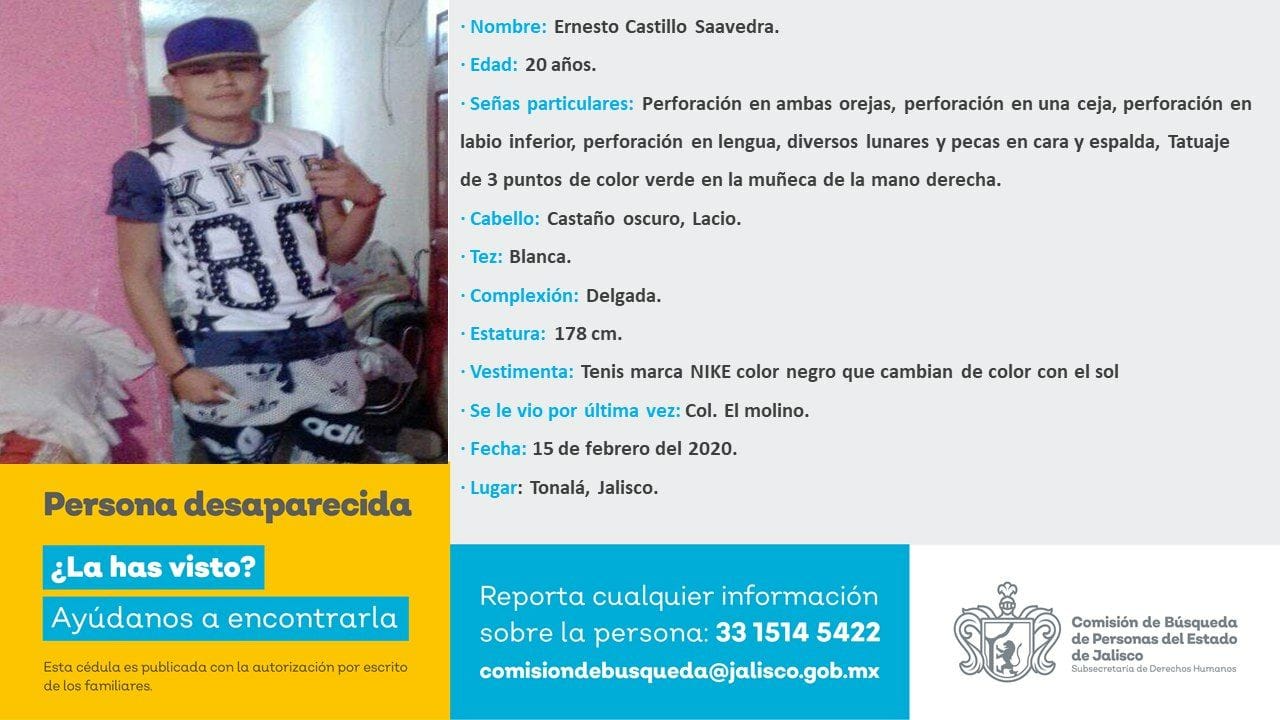 KING
80
adi
Persona desaparecida
¿La has visto?
Ayúdanos a encontrarla
Esta cédula es publicada con la autorización por escrito
de los familiares.
· Nombre: Ernesto Castillo Saavedra.
· Edad: 20 años.
· Señas particulares: Perforación en ambas orejas, perforación en una ceja, perforación en
labio inferior, perforación en lengua, diversos lunares y pecas en cara y espalda, Tatuaje
de 3 puntos de color verde en la muñeca de la mano derecha.
· Cabello: Castaño oscuro, Lacio.
· Tez: Blanca.
· Complexión: Delgada.
· Estatura: 178 cm.
· Vestimenta: Tenis marca NIKE color negro que cambian de color con el sol
· Se le vio por última vez: Col. El molino.
· Fecha: 15 de febrero del 2020.
· Lugar: Tonalá, Jalisco.
Reporta cualquier información
sobre la persona: 33 1514 5422
comisiondebusqueda@jalisco.gob.mx
Comisión de Búsqueda
de Personas del Estado
de Jalisco
Subsecretaría de Derechos Humanos